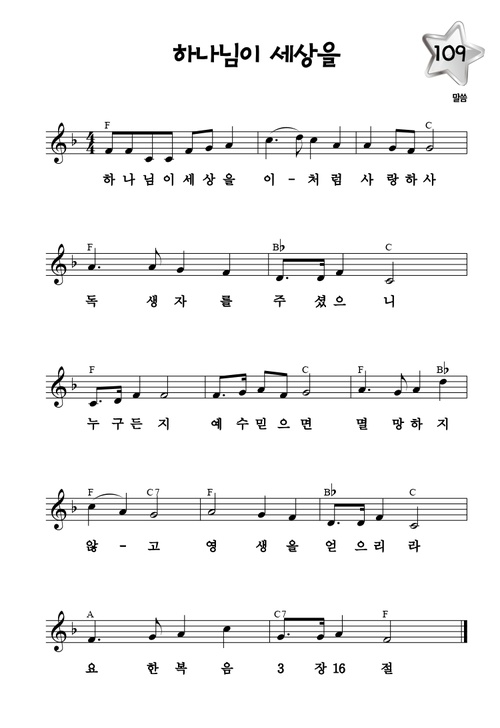 하나님이 세상을
109
말씀
F C
4
4
하나님이세상을 이-처럼 사랑하사
F B♭ C
독 생자를 주셨으니
F C F B♭
누구든지 예수믿으면 멸망하지
F C7 F B♭ C
않-고 영생을얻으리라
A C7 F
요 한복음 3 장16 절